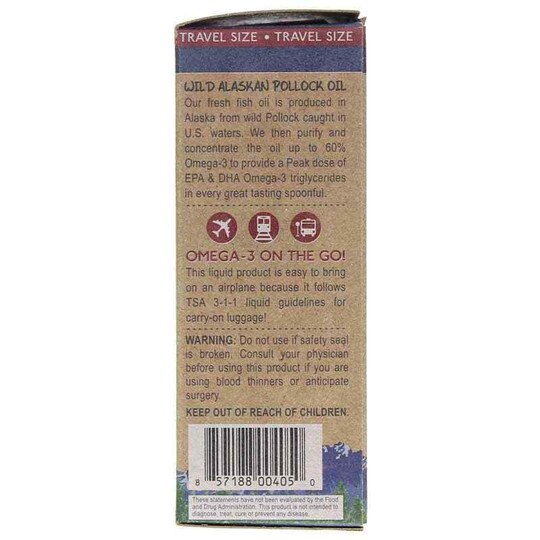 TRAVEL SIZE • TRAVEL SIZE
WILD ALASKAN POLLOCK OIL
Our fresh fish oil is produced in
Alaska from wild Pollock caught in
U.S. waters. We then purify and
concentrate the oil up to 60%
Omega-3 to provide a Peak dose of
EPA & DHA Omega-3 triglycerides
in every great tasting spoonful.
OMEGA-3 ON THE GO!
This liquid product is easy to bring
on an airplane because it follows
TSA 3-1-1 liquid guidelines for
carry-on luggage!
WARNING: Do not use if safety seal
is broken. Consult your physician
before using this product if you are
using blood thinners or anticipate
surgery.
KEEP OUT OF REACH OF CHILDREN.
8 57188 00405 0
These statements have not been evaluated by the Food
and Drug Administration. This product is not intended to
diagnose, treat, cure or prevent any disease.